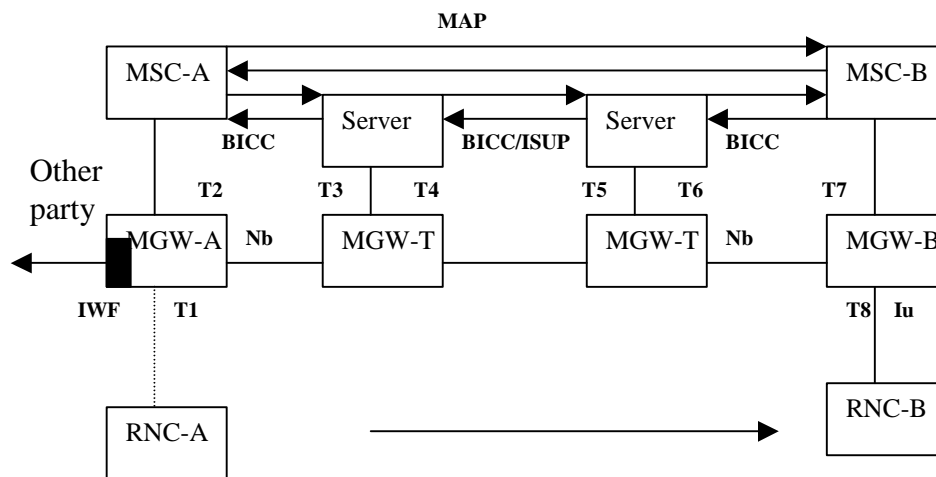 MAP
MSC-A
MSC-B
Server
Server
BICC
BICC/ISUP
BICC
Other
party
T2
T3
T4
T5
T6
T7
MGW-A
Nb
MGW-T
MGW-T
Nb
MGW-B
IWF
T1
T8
Iu
RNC-A
RNC-B